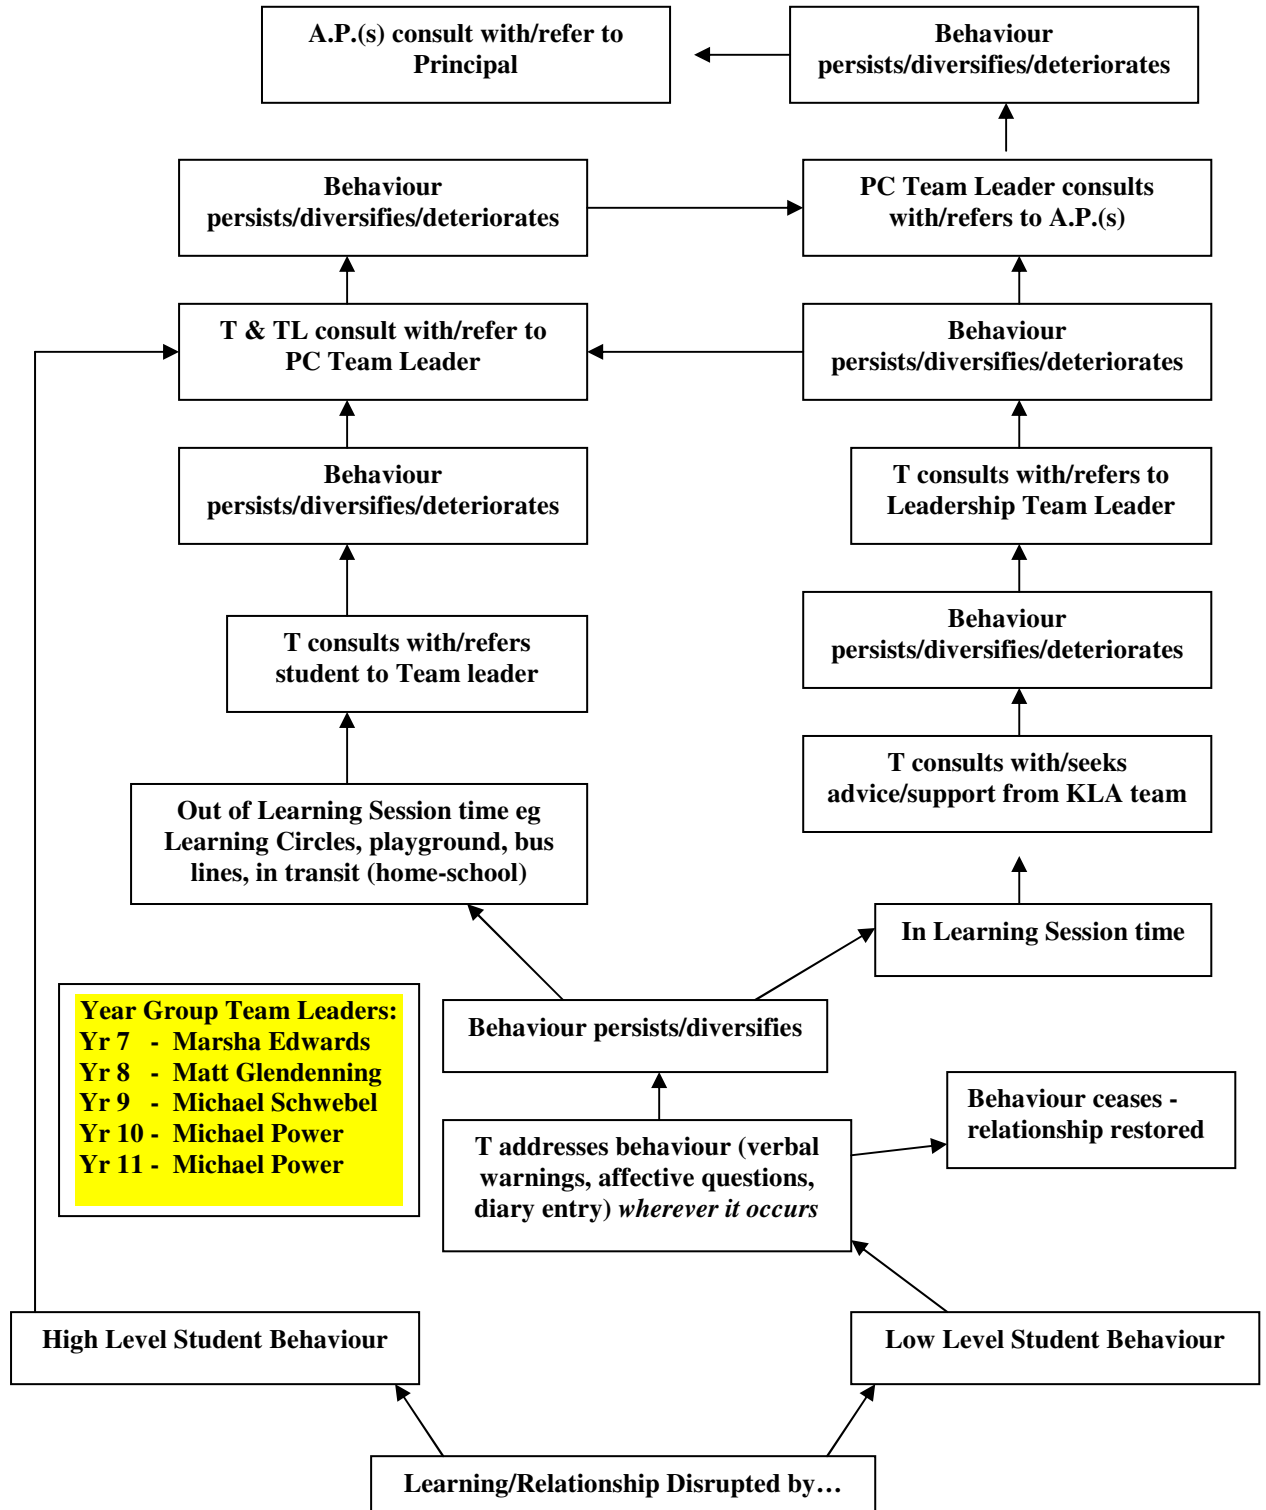 A.P.(s) consult with/refer to
Principal
Behaviour
persists/diversifies/deteriorates
Behaviour
persists/diversifies/deteriorates
PC Team Leader consults
with/refers to A.P.(s)
T & TL consult with/refer to
PC Team Leader
Behaviour
persists/diversifies/deteriorates
Behaviour
persists/diversifies/deteriorates
T consults with/refers to
Leadership Team Leader
T consults with/refers
student to Team leader
Behaviour
persists/diversifies/deteriorates
T consults with/seeks
advice/support from KLA team
Out of Learning Session time eg
Learning Circles, playground, bus
lines, in transit (home-school)
In Learning Session time
Year Group Team Leaders:
Yr 7 - Marsha Edwards
Yr 8 - Matt Glendenning
Yr 9 - Michael Schwebel
Yr 10 - Michael Power
Yr 11 - Michael Power
Behaviour persists/diversifies
Behaviour ceases -
relationship restored
T addresses behaviour (verbal
warnings, affective questions,
diary entry) wherever it occurs
High Level Student Behaviour
Low Level Student Behaviour
Learning/Relationship Disrupted by…